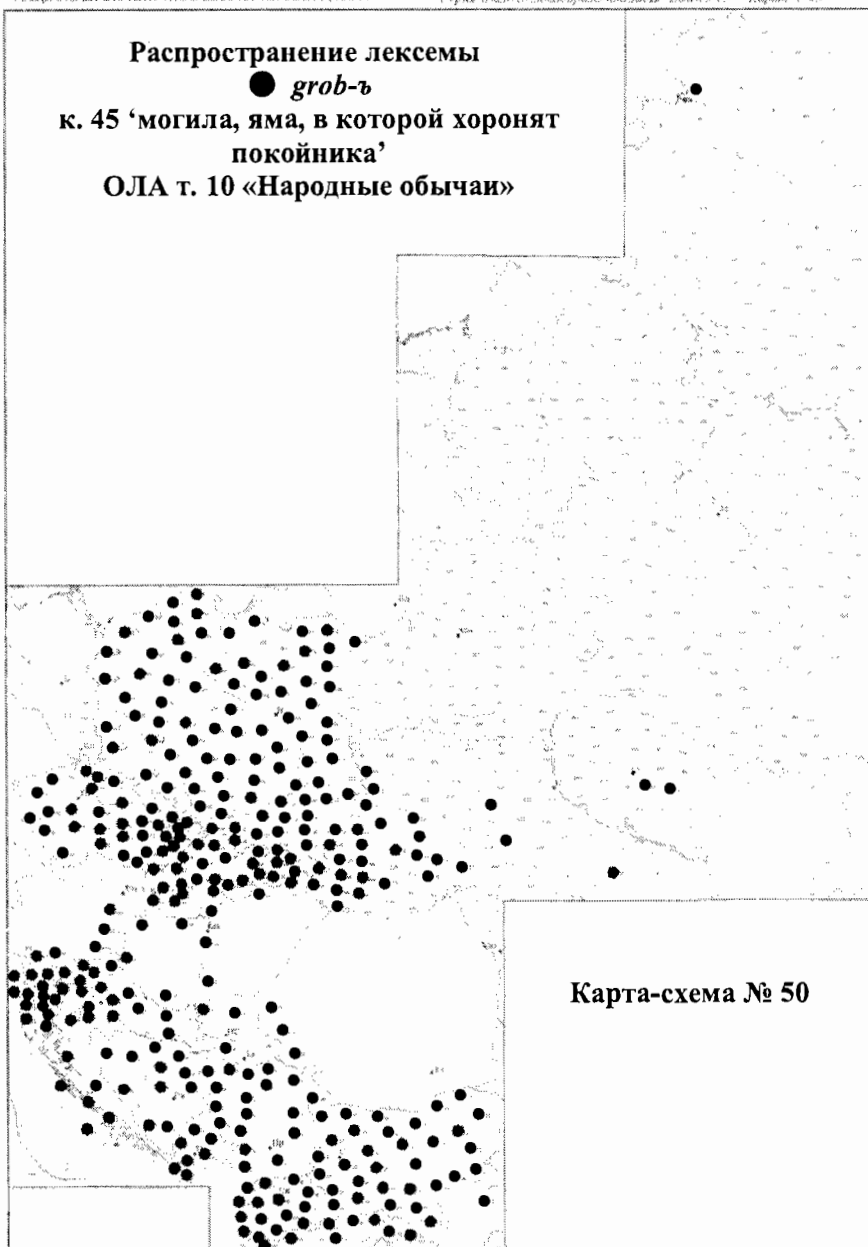 Распространение лексемы
● grob-ъ
к. 45 ‘могила, яма, в которой хоронят
покойника’
ОЛА т. 10 «Народные обычаи»
Карта-схема № 50